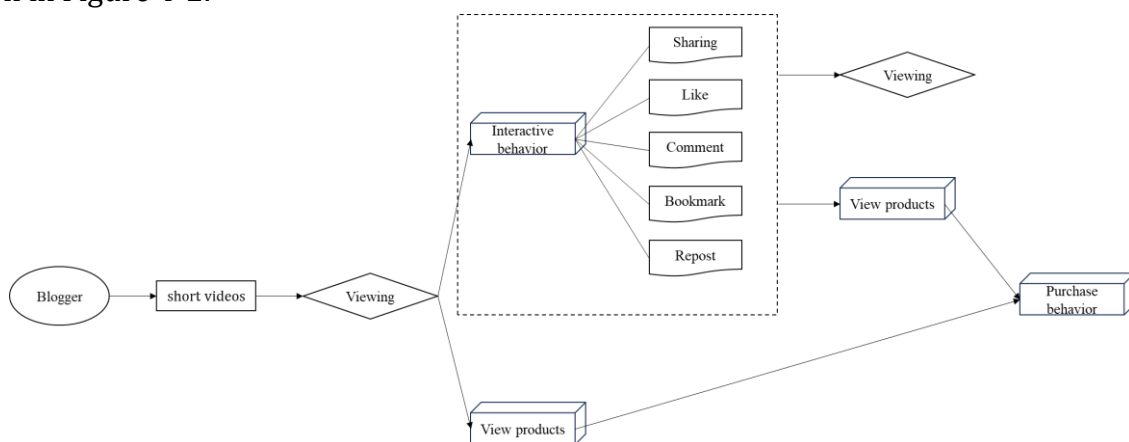 Sharing
Viewing
Like
Interactive
behavior
Comment
Bookmark
View products
Repost
Blogger
short videos
Viewing
Purchase
behavior
View products